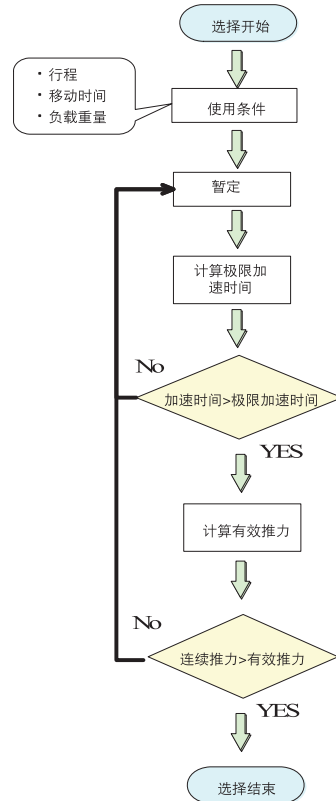 选择开始
・行程
・移动时间
・负载重量
使用条件
暂定
计算极限加
速时间
No
加速时间>极限加速时间
YES
计算有效推力
No
连续推力>有效推力
YES
选择结束